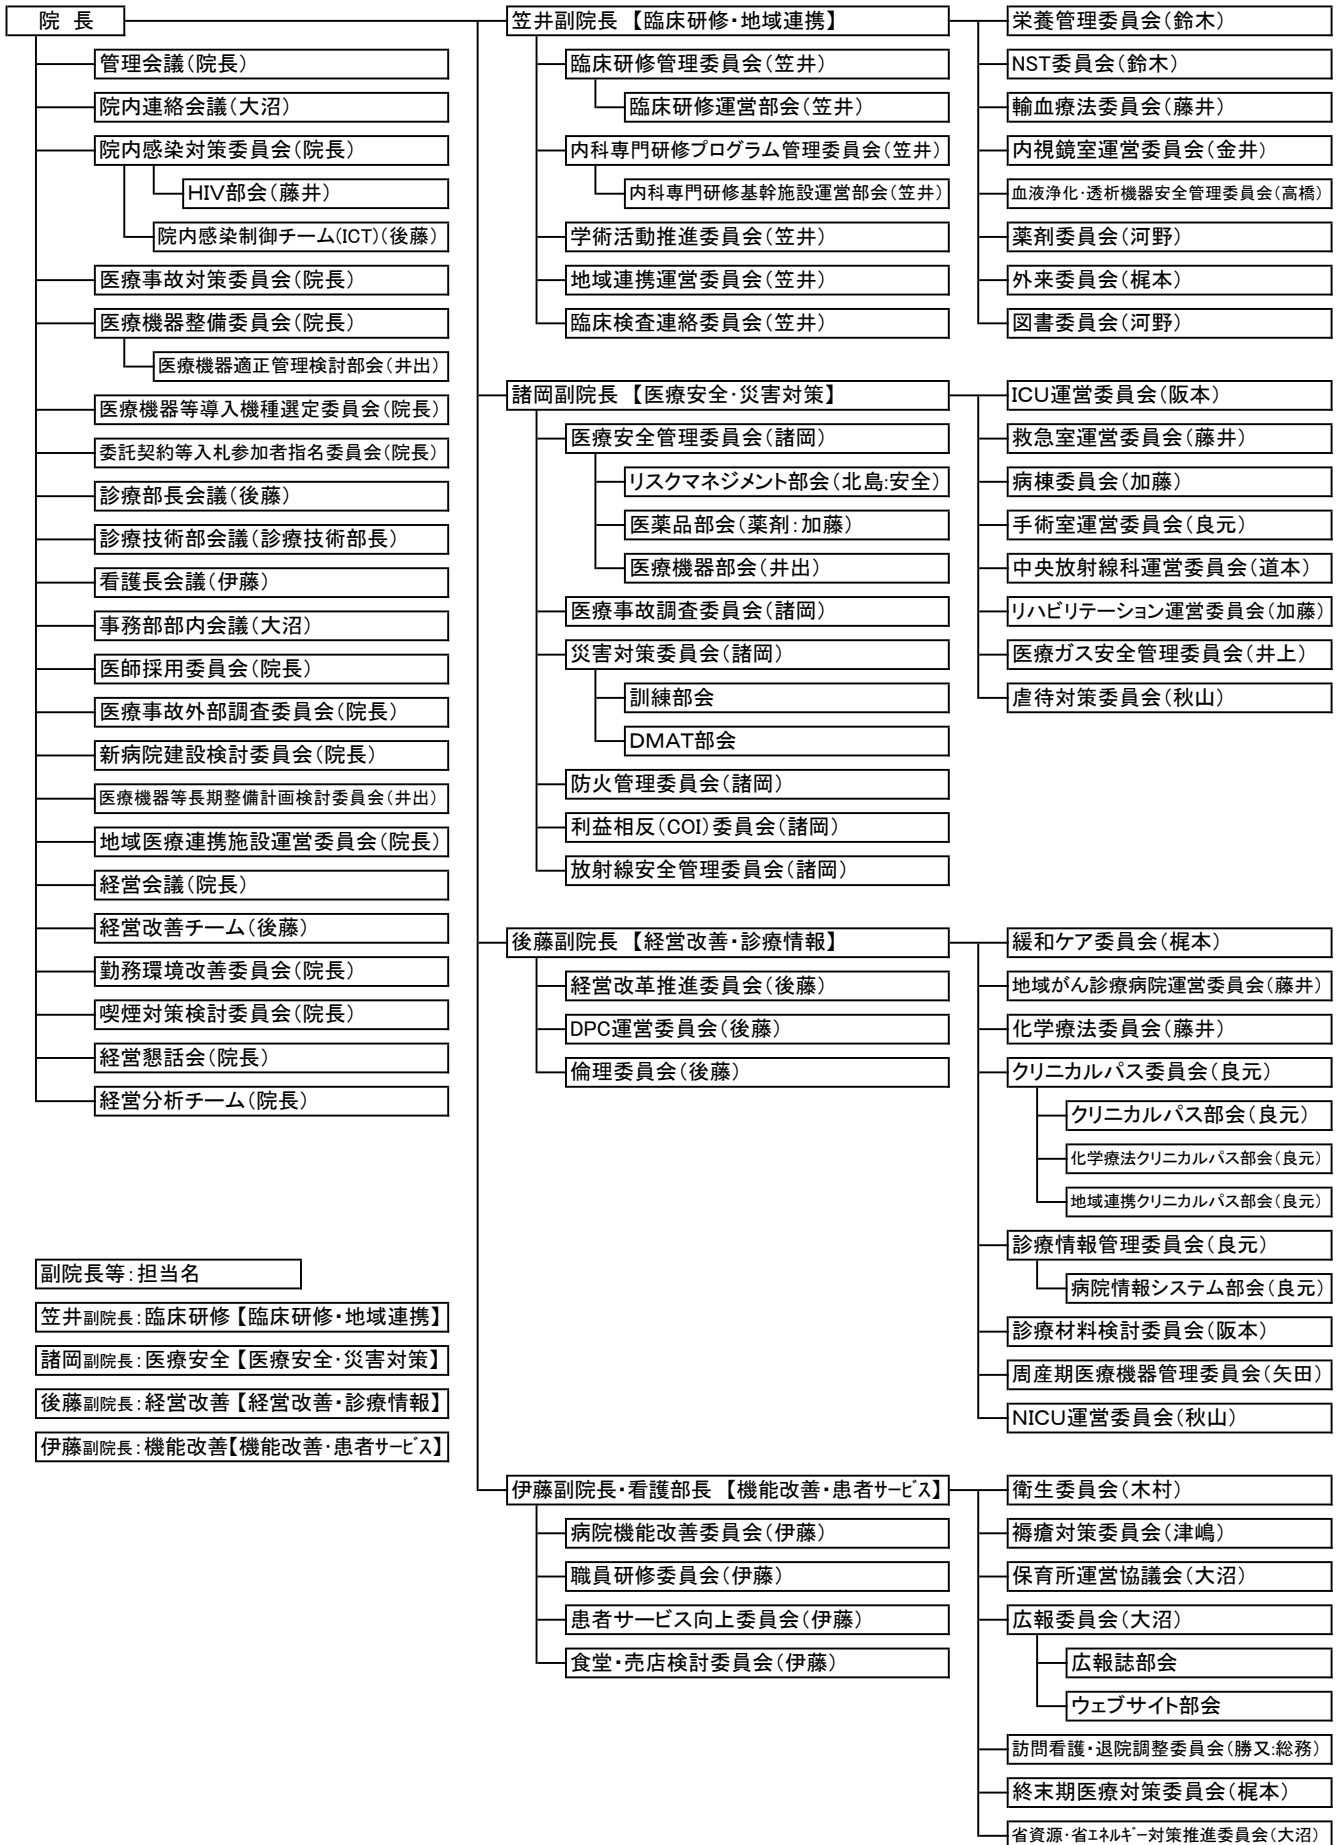 院 長
管理会議(院長)
院内連絡会議(大沼)
院内感染対策委員会(院長)
HIV部会(藤井)
院内感染制御チーム(ICT)(後藤)
医療事故対策委員会(院長)
医療機器整備委員会(院長)
医療機器適正管理検討部会(井出)
医療機器等導入機種選定委員会(院長)
委託契約等入札参加者指名委員会(院長)
診療部長会議(後藤)
診療技術部会議(診療技術部長)
看護長会議(伊藤)
事務部部内会議(大沼)
医師採用委員会(院長)
医療事故外部調査委員会(院長)
新病院建設検討委員会(院長)
医療機器等長期整備計画検討委員会(井出)
地域医療連携施設運営委員会(院長)
経営会議(院長)
経営改善チーム(後藤)
勤務環境改善委員会(院長)
喫煙対策検討委員会(院長)
経営懇話会(院長)
経営分析チーム(院長)
副院長等:担当名
笠井副院長:臨床研修【臨床研修・地域連携】
諸岡副院長:医療安全【医療安全・災害対策】
後藤副院長:経営改善【経営改善・診療情報】
伊藤副院長:機能改善【機能改善・患者サービス】
笠井副院長 【臨床研修・地域連携】
臨床研修管理委員会(笠井)
臨床研修運営部会(笠井)
内科専門研修プログラム管理委員会(笠井)
内科専門研修基幹施設運営部会(笠井)
学術活動推進委員会(笠井)
地域連携運営委員会(笠井)
臨床検査連絡委員会(笠井)
栄養管理委員会(鈴木)
NST委員会(鈴木)
輸血療法委員会(藤井)
内視鏡室運営委員会(金井)
血液浄化・透析機器安全管理委員会(高橋)
薬剤委員会(河野)
外来委員会(梶本)
図書委員会(河野)
諸岡副院長 【医療安全・災害対策】
医療安全管理委員会(諸岡)
リスクマネジメント部会(北島:安全)
医薬品部会(薬剤:加藤)
医療機器部会(井出)
医療事故調査委員会(諸岡)
災害対策委員会(諸岡)
訓練部会
DMAT部会
防火管理委員会(諸岡)
利益相反(COI)委員会(諸岡)
放射線安全管理委員会(諸岡)
ICU運営委員会(阪本)
救急室運営委員会(藤井)
病棟委員会(加藤)
手術室運営委員会(良元)
中央放射線科運営委員会(道本)
リハビリテーション運営委員会(加藤)
医療ガス安全管理委員会(井上)
虐待対策委員会(秋山)
後藤副院長 【経営改善・診療情報】
経営改革推進委員会(後藤)
DPC運営委員会(後藤)
倫理委員会(後藤)
緩和ケア委員会(梶本)
地域がん診療病院運営委員会(藤井)
化学療法委員会(藤井)
クリニカルパス委員会(良元)
クリニカルパス部会(良元)
化学療法クリニカルパス部会(良元)
地域連携クリニカルパス部会(良元)
診療情報管理委員会(良元)
病院情報システム部会(良元)
診療材料検討委員会(阪本)
周産期医療機器管理委員会(矢田)
NICU運営委員会(秋山)
伊藤副院長・看護部長 【機能改善・患者サービス】
病院機能改善委員会(伊藤)
職員研修委員会(伊藤)
患者サービス向上委員会(伊藤)
食堂・売店検討委員会(伊藤)
衛生委員会(木村)
褥瘡対策委員会(津嶋)
保育所運営協議会(大沼)
広報委員会(大沼)
広報誌部会
ウェブサイト部会
訪問看護・退院調整委員会(勝又:総務)
終末期医療対策委員会(梶本)
省資源・省エネルギー対策推進委員会(大沼)